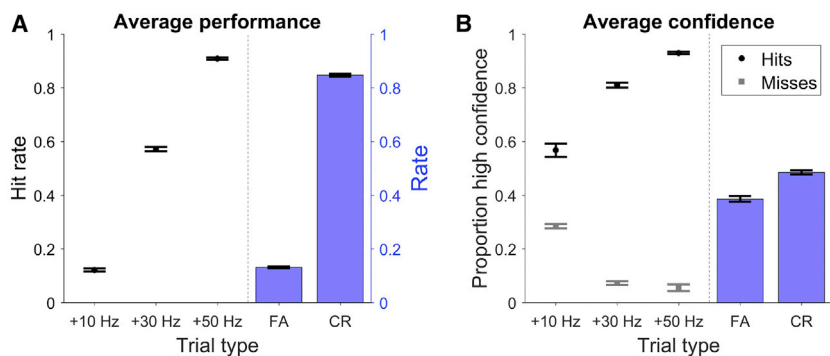 A
Average performance
1
0.8
0.6
0.4
0.2
0
Hit rate
1
0.8
0.6
0.4
0.2
0
Rate
+10 Hz +30 Hz +50 Hz FA CR
Trial type
B
Average confidence
1
0.8
0.6
0.4
0.2
0
Proportion high confidence
Hits
Misses
+10 Hz +30 Hz +50 Hz FA CR
Trial type